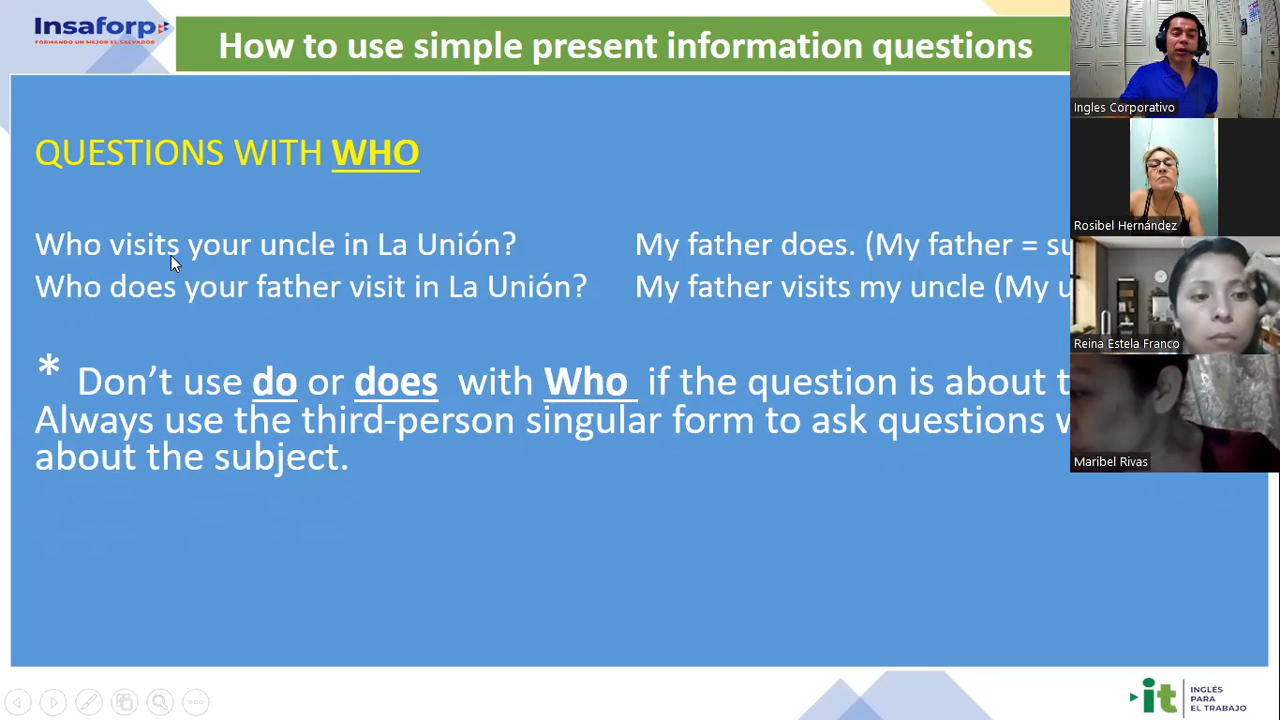 Insaforp
FORMANDO UN MEJOR EL SALVADOR
How to use simple present information questions
Ingles Corporativo
QUESTIONS WITH WHO
Rosibel Hernández
Who visits your uncle in La Unión? My father does. (My father = su
Who does your father visit in La Unión? My father visits my uncle (My u
Reina Estela Franco
* Don’t use do or does with Who if the question is about t
Always use the third-person singular form to ask questions w
about the subject.
Maribel Rivas
it INGLÉS
PARA
EL TRABAJO